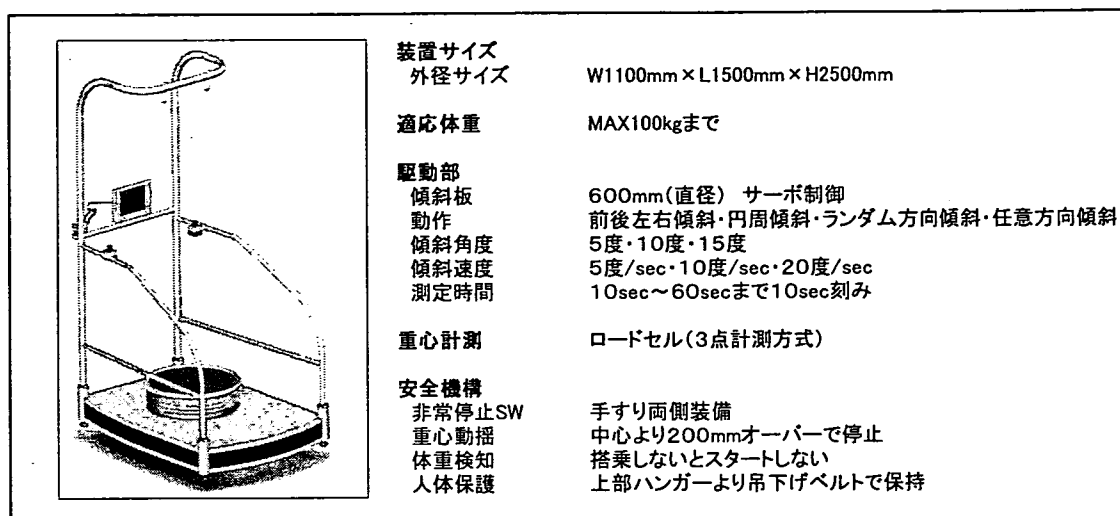 装置サイズ
外径サイズ W1100mm×L1500mm×H2500mm
適応体重 MAX100kgまで
駆動部
傾斜板 600mm(直径) サーボ制御
動作 前後左右傾斜・円周傾斜・ランダム方向傾斜・任意方向傾斜
傾斜角度 5度・10度・15度
傾斜速度 5度/sec・10度/sec・20度/sec
測定時間 10sec～60secまで10sec刻み
重心計測 ロードセル(3点計測方式)
安全機構
非常停止SW 手すり両側装備
重心動揺 中心より200mmオーバーで停止
体重検知 搭乗しないとスタートしない
人体保護 上部ハンガーより吊下げベルトで保持